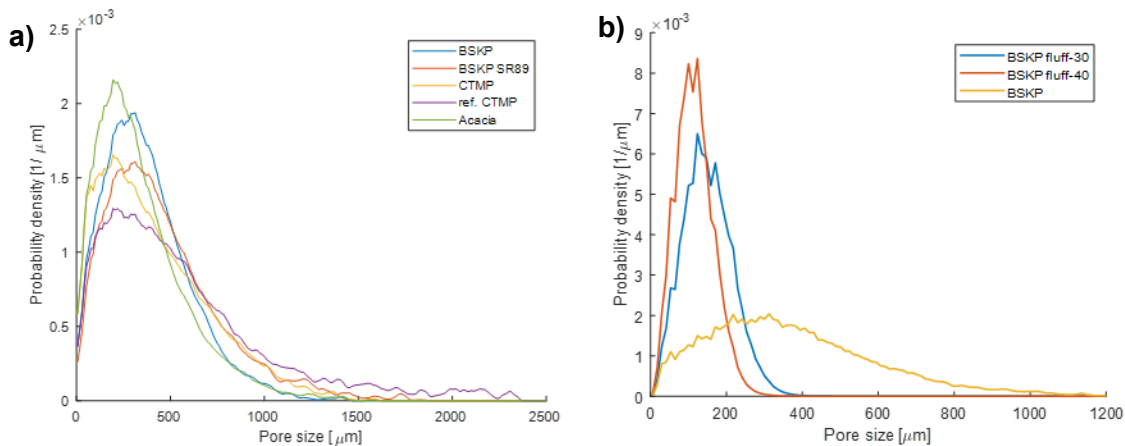 a)
×10⁻³
2.5
2
1.5
1
0.5
0
Probability density [1/ μm]
BSKP
BSKP SR89
CTMP
ref. CTMP
Acacia
0 500 1000 1500 2000 2500
Pore size [ μm]
b)
×10⁻³
9
8
7
6
5
4
3
2
1
0
Probability density [1/μm]
BSKP fluff-30
BSKP fluff-40
BSKP
0 200 400 600 800 1000 1200
Pore size [ μm]